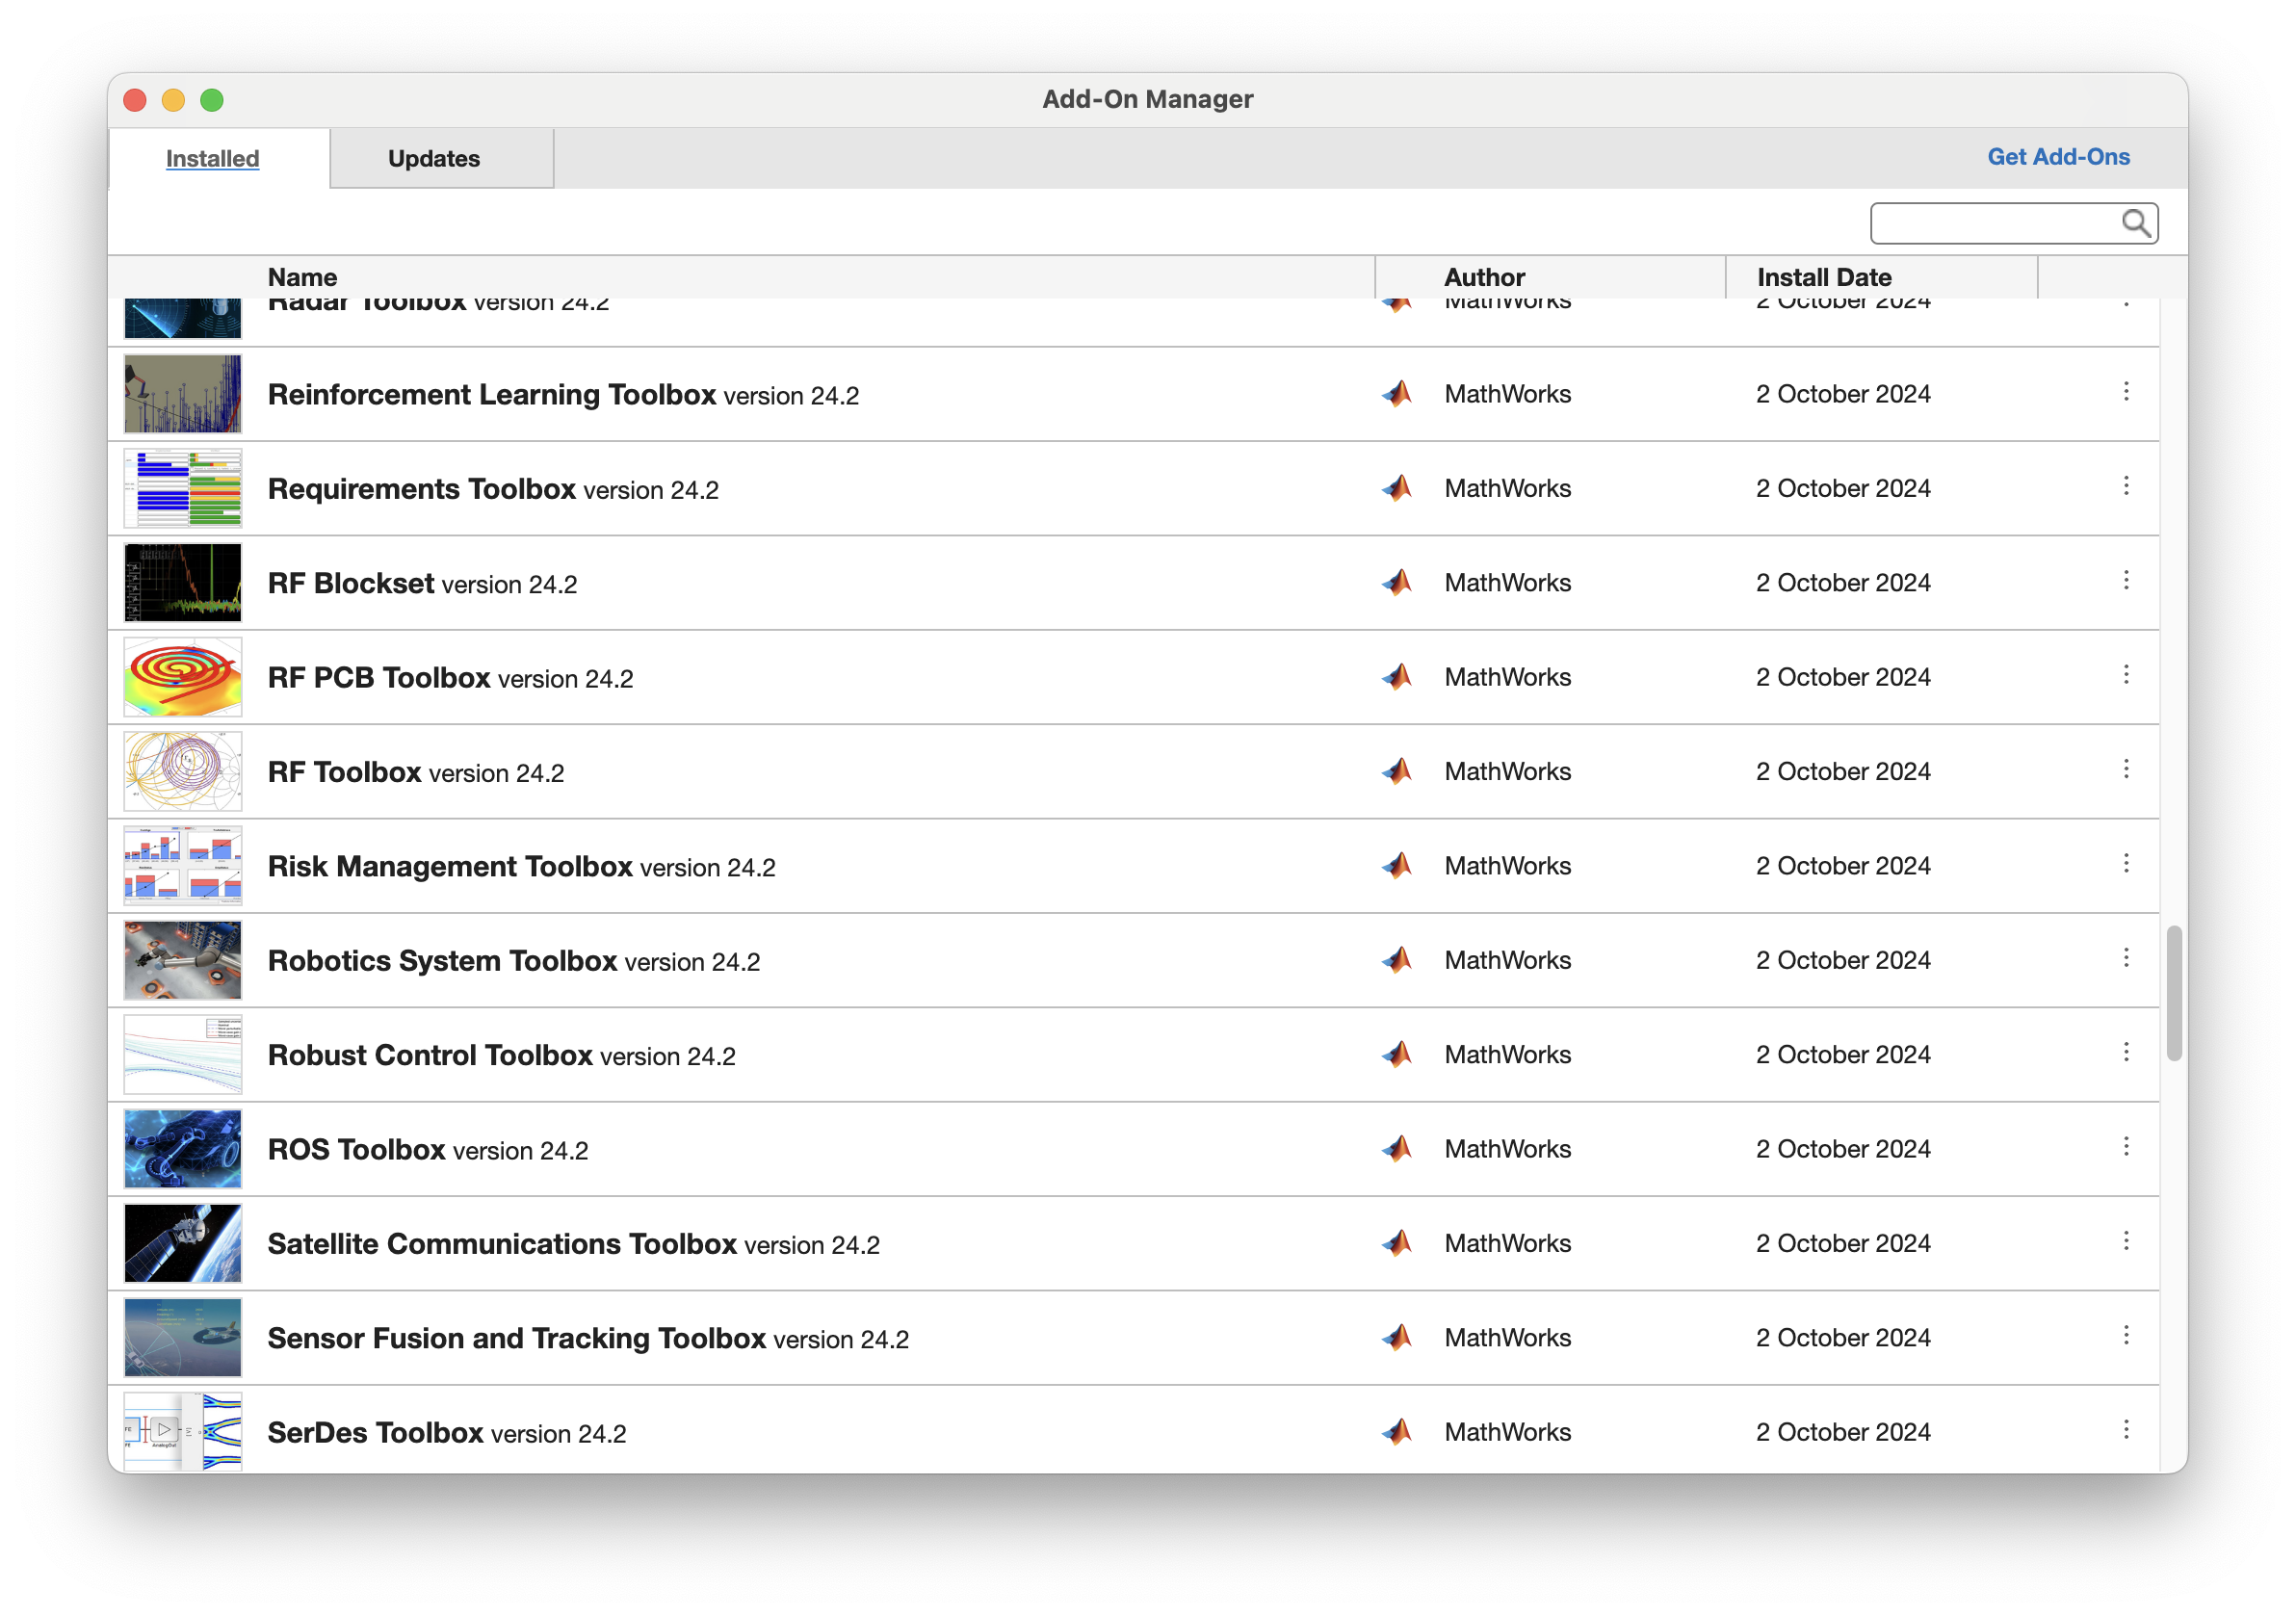 Add-On Manager
Installed
Updates
Get Add-Ons
Name Author Install Date
Radar Toolbox version 24.2 MathWorks 2 October 2024
Reinforcement Learning Toolbox version 24.2 MathWorks 2 October 2024
Requirements Toolbox version 24.2 MathWorks 2 October 2024
RF Blockset version 24.2 MathWorks 2 October 2024
RF PCB Toolbox version 24.2 MathWorks 2 October 2024
RF Toolbox version 24.2 MathWorks 2 October 2024
Risk Management Toolbox version 24.2 MathWorks 2 October 2024
Robotics System Toolbox version 24.2 MathWorks 2 October 2024
Robust Control Toolbox version 24.2 MathWorks 2 October 2024
ROS Toolbox version 24.2 MathWorks 2 October 2024
Satellite Communications Toolbox version 24.2 MathWorks 2 October 2024
Sensor Fusion and Tracking Toolbox version 24.2 MathWorks 2 October 2024
SerDes Toolbox version 24.2 MathWorks 2 October 2024